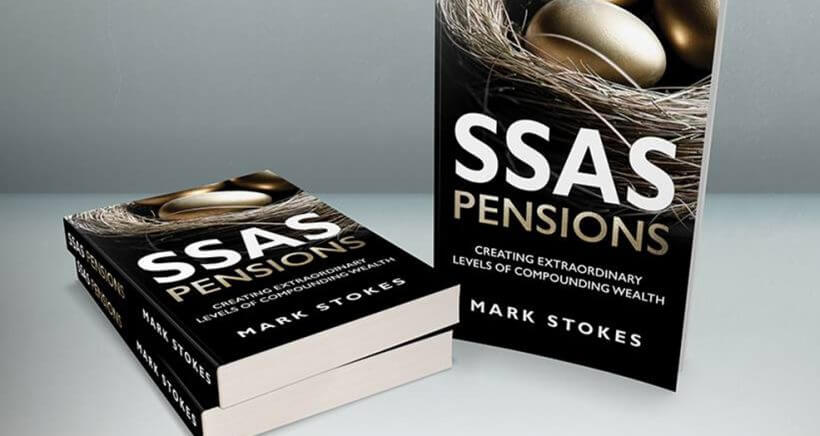 SSAS
PENSIONS
CREATING EXTRAORDINARY
LEVELS OF COMPOUNDING WEALTH
MARK STOKES
SSAS PENSIONS MARK STOKES
SSAS PENSIONS MARK STOKES
SSAS
PENSIONS
CREATING EXTRAORDINARY
LEVELS OF COMPOUNDING WEALTH
MARK STOKES